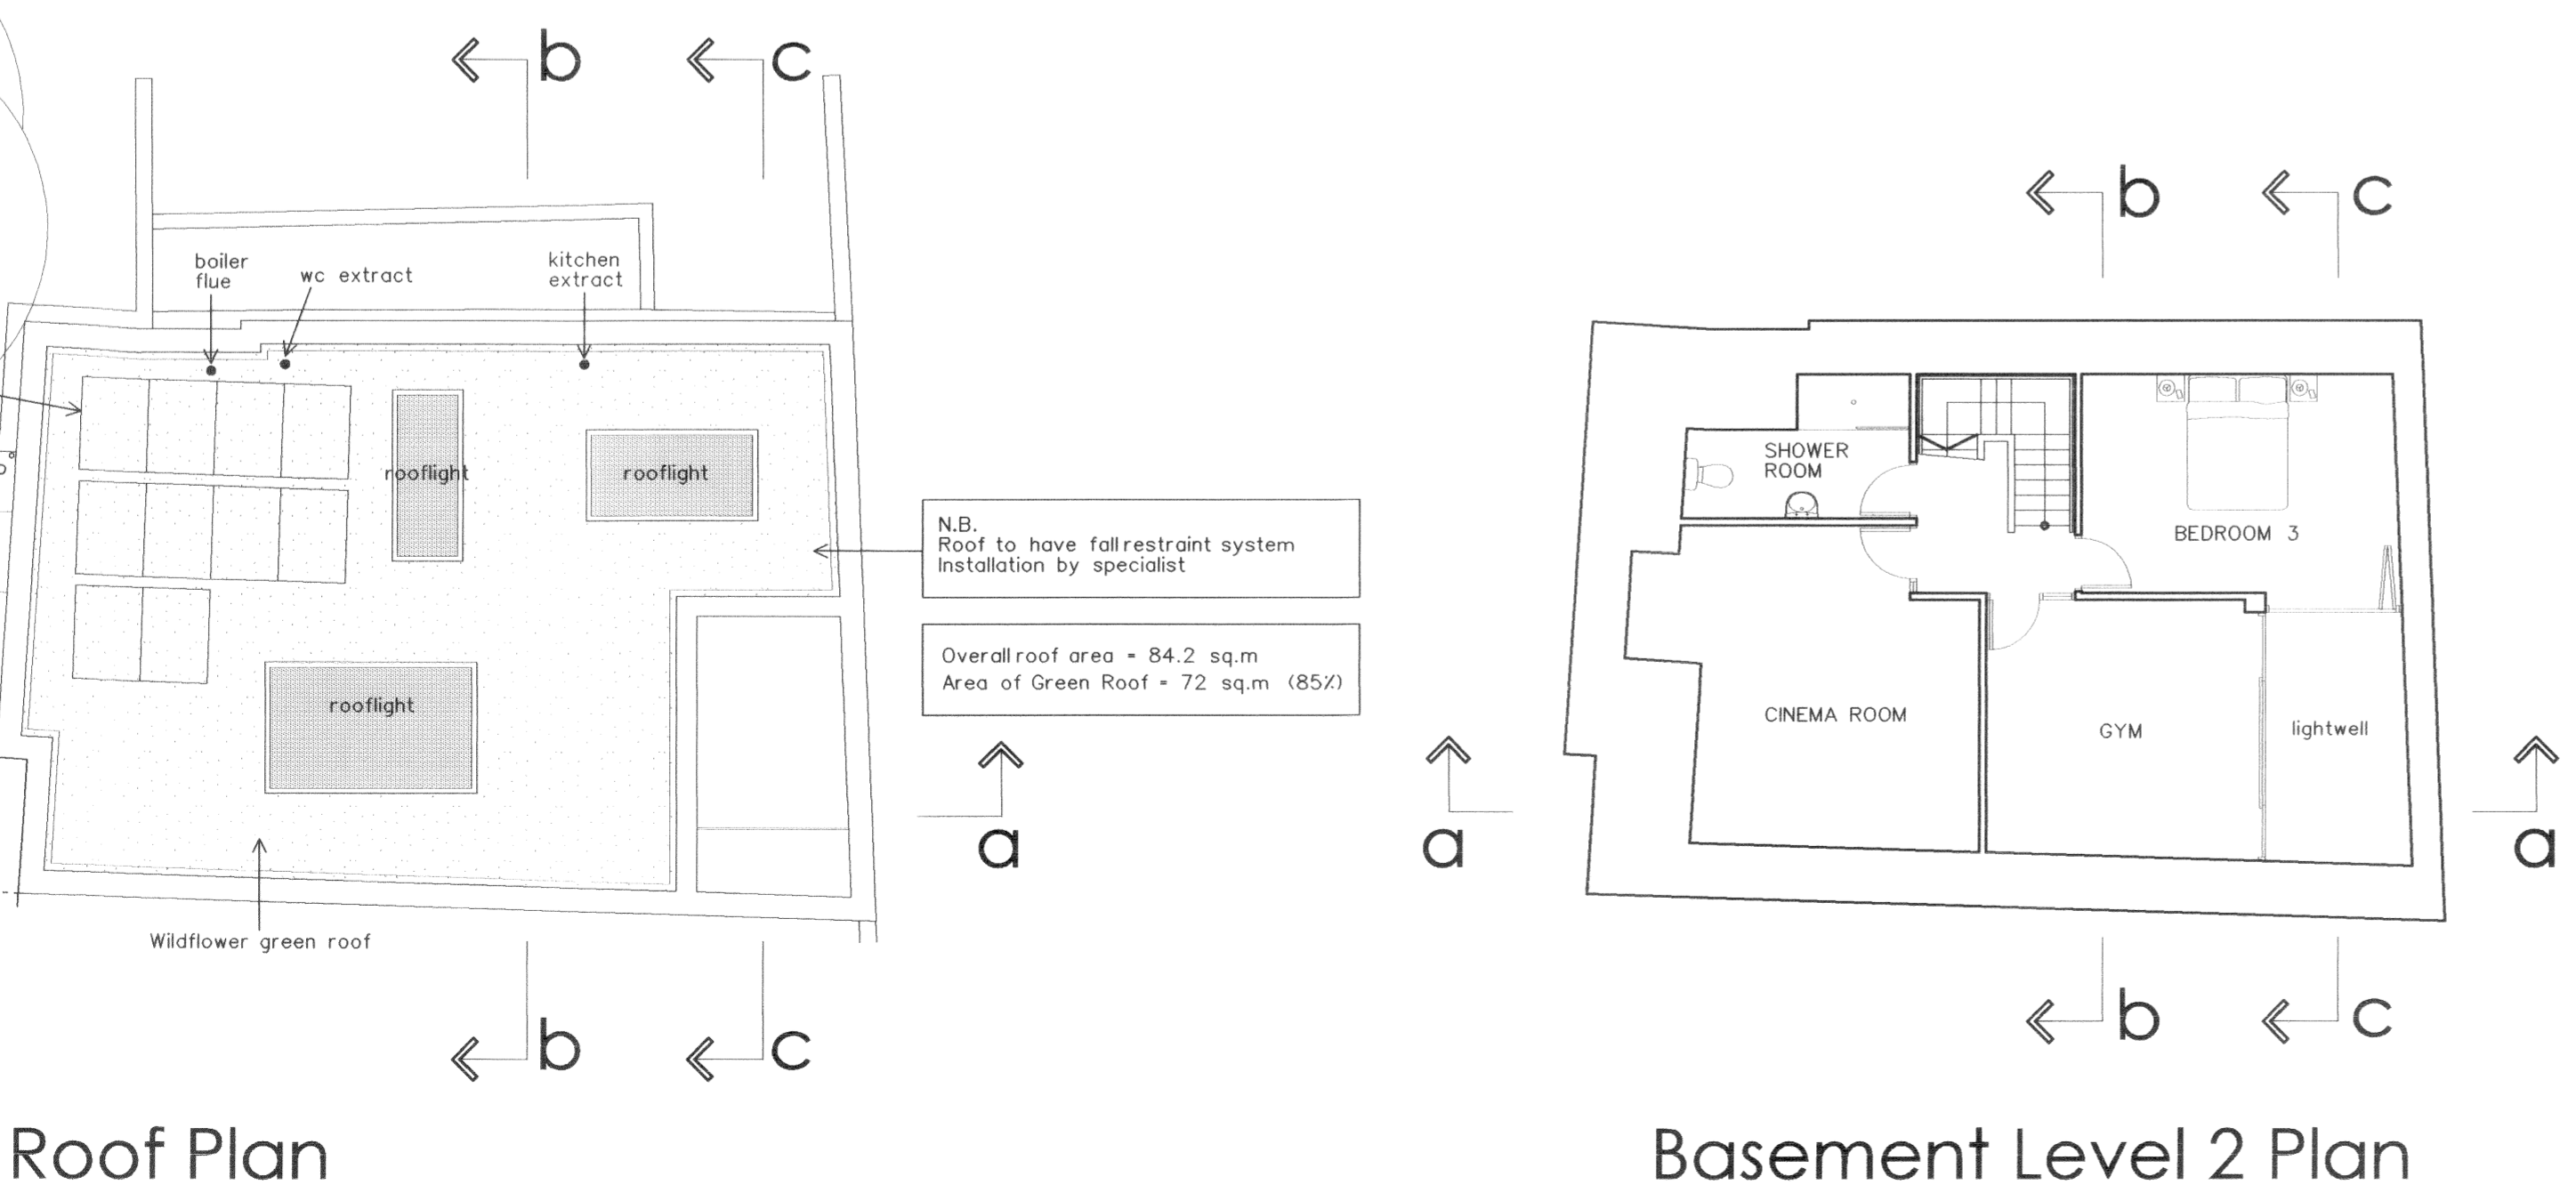 b
c
boiler
flue
wc extract
kitchen
extract
rooflight
rooflight
rooflight
Wildflower green roof
N.B.
Roof to have fall restraint system
Installation by specialist
Overall roof area = 84.2 sq.m
Area of Green Roof = 72 sq.m (85%)
a
b
c
Roof Plan
b
c
SHOWER
ROOM
BEDROOM 3
CINEMA ROOM
GYM
lightwell
a
a
b
c
Basement Level 2 Plan